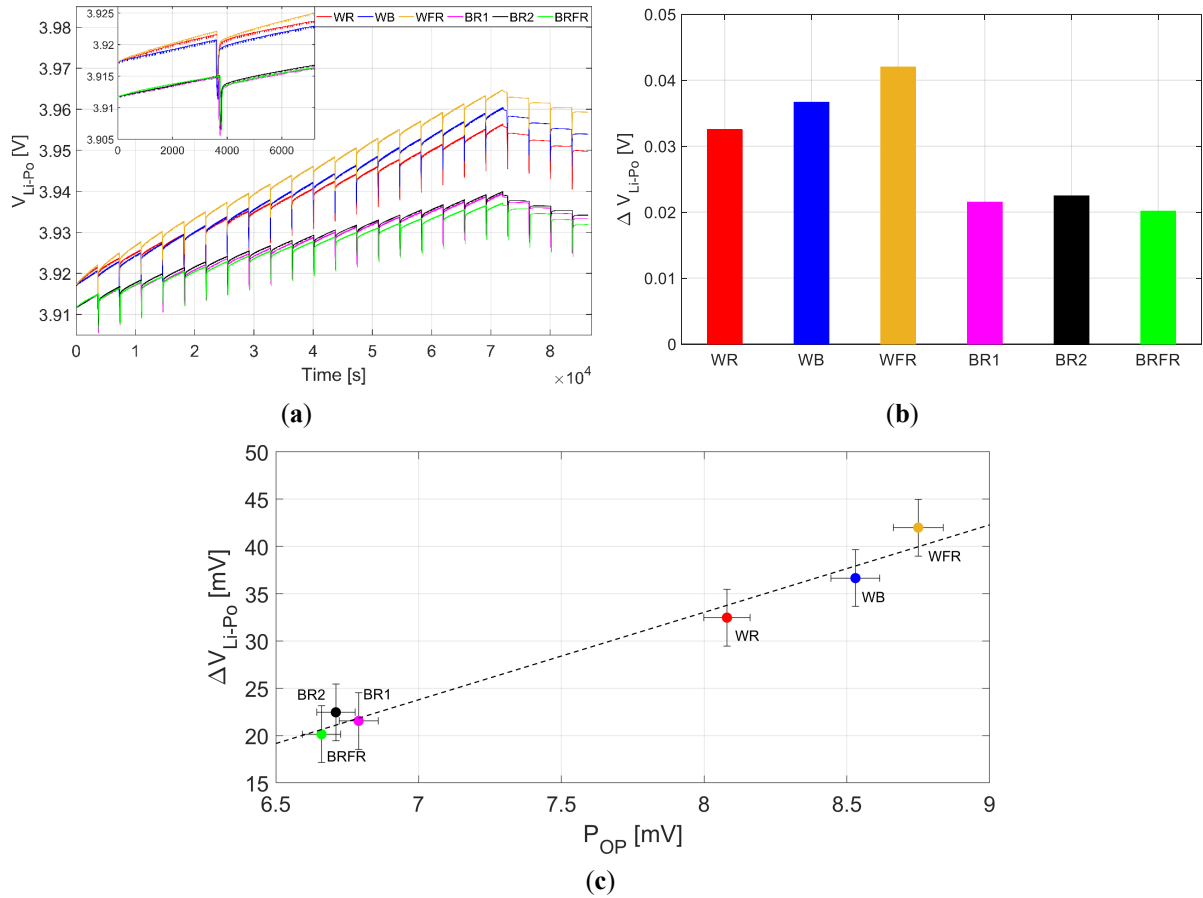 WR WB WFR BR1 BR2 BRFR
3.98
3.97
3.96
3.95
3.94
3.93
3.92
3.91
V_Li-Po [V]
3.925
3.92
3.915
3.91
3.905
0 2000 4000 6000
0 1 2 3 4 5 6 7 8
Time [s]
×10^4
(a)
0.05
0.04
0.03
0.02
0.01
0
Δ V_Li-Po [V]
WR WB WFR BR1 BR2 BRFR
(b)
50
45
40
35
30
25
20
15
ΔV_Li-Po [mV]
WFR
WB
WR
BR2 BR1
BRFR
6.5 7 7.5 8 8.5 9
P_OP [mV]
(c)